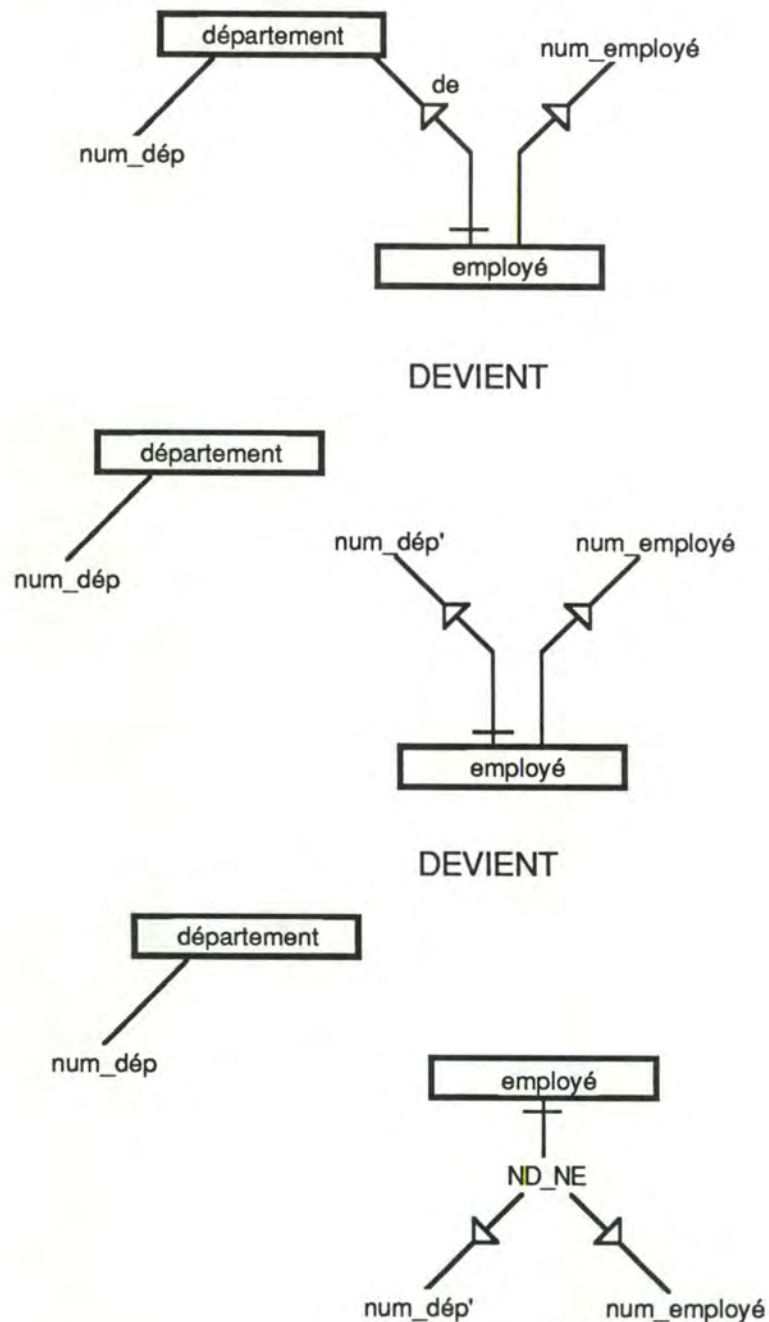 département
num_employé
de
num_dép
employé
DEVIENT
département
num_dép' num_employé
num_dép
employé
DEVIENT
département
num_dép
employé
ND_NE
num_dép' num_employé